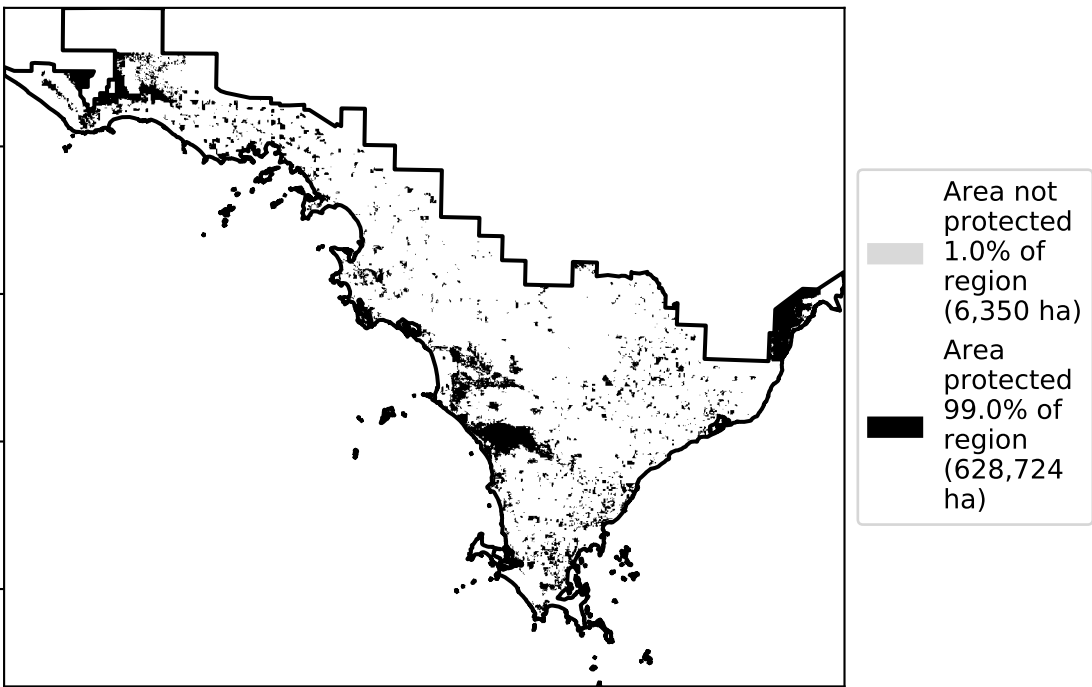 Area not
protected
1.0% of
region
(6,350 ha)
Area
protected
99.0% of
region
(628,724
ha)